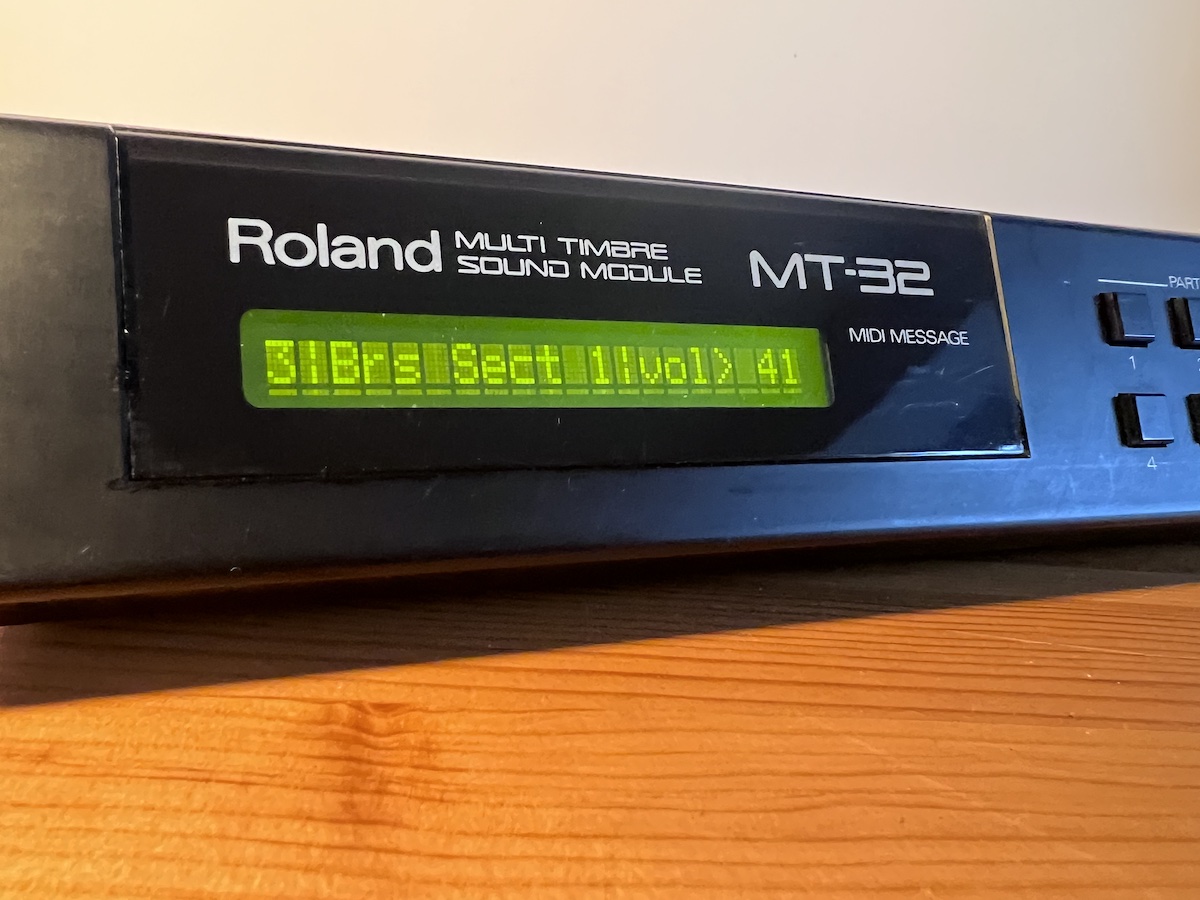 Roland
MULTI TIMBRE
SOUND MODULE
MT-32
3|Brs Sect 1|vol> 41
MIDI MESSAGE
PART
1
4